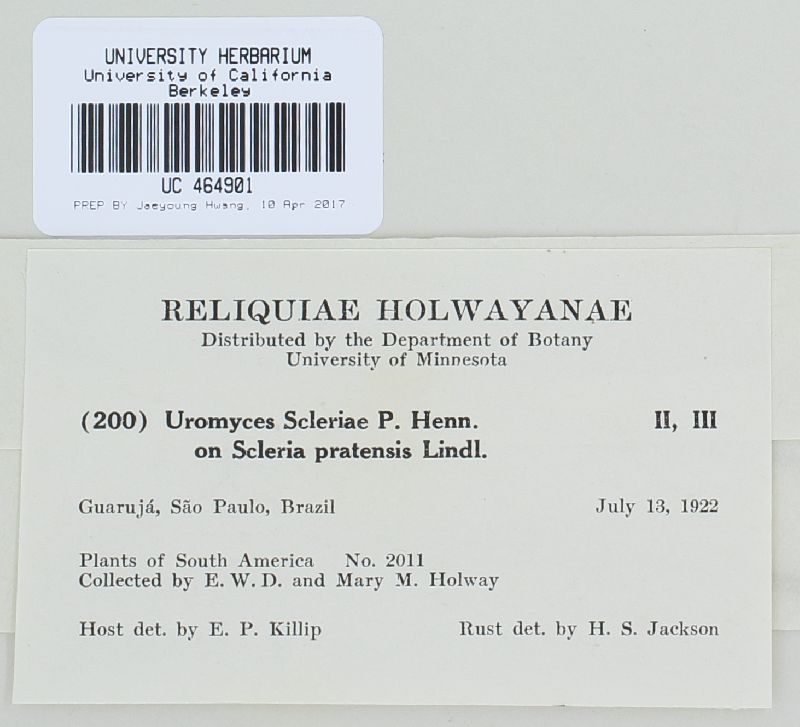 UNIVERSITY HERBARIUM
University of California
Berkeley
UC 464901
PREP BY Jaeyoung Hwang, 10 Apr 2017
RELIQUIAE HOLWAYANAE
Distributed by the Department of Botany
University of Minnesota
(200) Uromyces Scleriae P. Henn. II, III
on Scleria pratensis Lindl.
Guarujá, São Paulo, Brazil July 13, 1922
Plants of South America No. 2011
Collected by E. W. D. and Mary M. Holway
Host det. by E. P. Killip Rust det. by H. S. Jackson